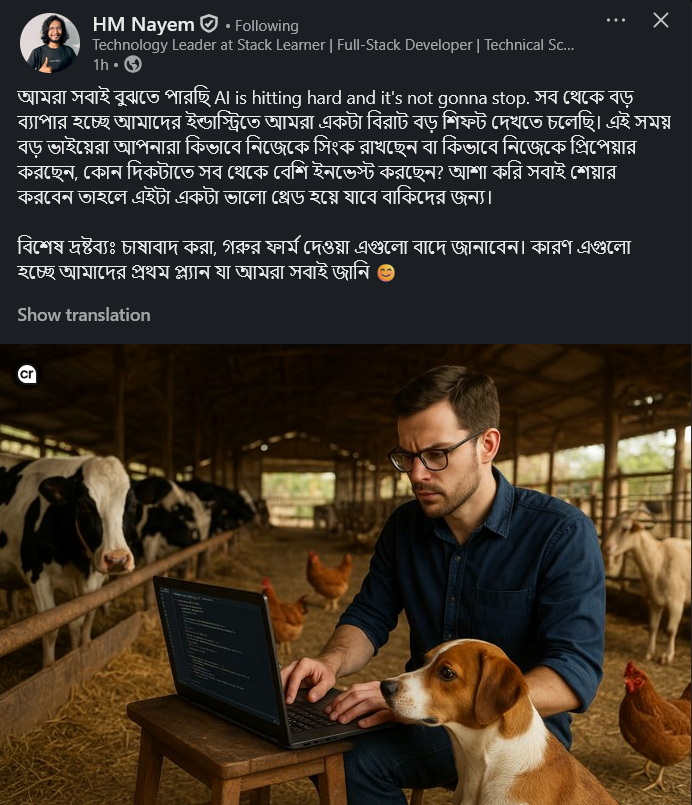 HM Nayem • Following
Technology Leader at Stack Learner | Full-Stack Developer | Technical Sc...
1h •
আমরা সবাই বুঝতে পারছি AI is hitting hard and it's not gonna stop. সব থেকে বড়
ব্যাপার হচ্ছে আমাদের ইন্ডাস্ট্রিতে আমরা একটা বিরাট বড় শিফট দেখতে চলেছি। এই সময়
বড় ভাইয়েরা আপনারা কিভাবে নিজেকে সিংক রাখছেন বা কিভাবে নিজেকে প্রিপেয়ার
করছেন, কোন দিকটাতে সব থেকে বেশি ইনভেস্ট করছেন? আশা করি সবাই শেয়ার
করবেন তাহলে এইটা একটা ভালো থ্রেড হয়ে যাবে বাকিদের জন্য।
বিশেষ দ্রষ্টব্যঃ চাষাবাদ করা, গরুর ফার্ম দেওয়া এগুলো বাদে জানাবেন। কারণ এগুলো
হচ্ছে আমাদের প্রথম প্ল্যান যা আমরা সবাই জানি 😊
Show translation
cr